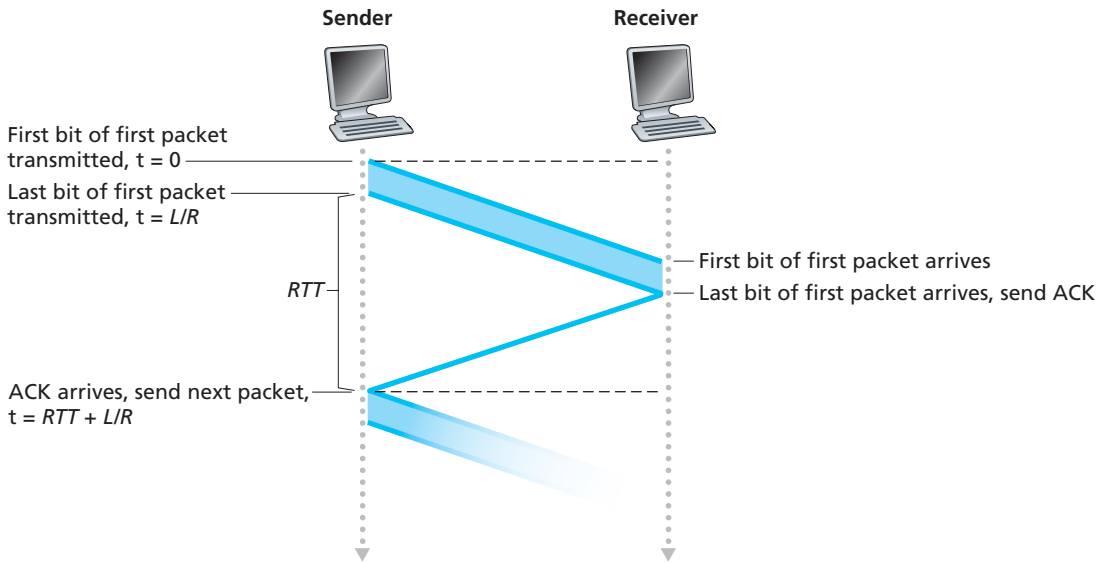 Sender
Receiver
First bit of first packet
transmitted, t = 0
Last bit of first packet
transmitted, t = L/R
First bit of first packet arrives
RTT
Last bit of first packet arrives, send ACK
ACK arrives, send next packet,
t = RTT + L/R